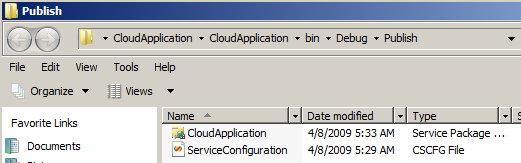 Publish
CloudApplication CloudApplication bin Debug Publish
File Edit View Tools Help
Organize Views
Favorite Links Name Date modified Type
CloudApplication 4/8/2009 5:33 AM Service Package ...
Documents ServiceConfiguration 4/8/2009 5:29 AM CSCFG File